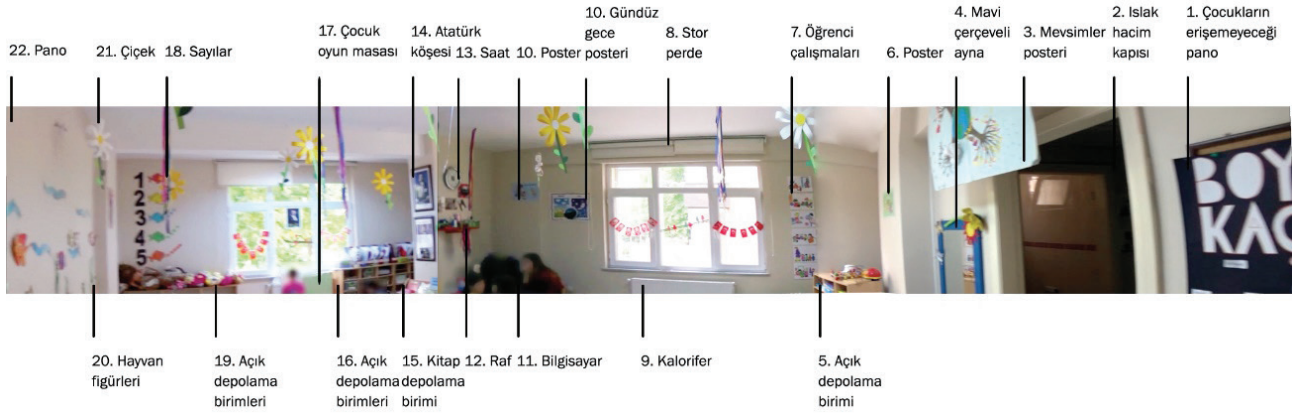 22. Pano
21. Çiçek
18. Sayılar
17. Çocuk
oyun masası
14. Atatürk
köşesi
13. Saat
10. Poster
10. Gündüz
gece
posteri
8. Stor
perde
7. Öğrenci
çalışmaları
6. Poster
4. Mavi
çerçeveli
ayna
3. Mevsimler
posteri
2. Islak
hacim
kapısı
1. Çocukların
erişemeyeceği
pano
1
2
3
4
5
BOY
KAÇ
20. Hayvan
figürleri
19. Açık
depolama
birimleri
16. Açık
depolama
birimleri
15. Kitap
depolama
birimi
12. Raf
11. Bilgisayar
9. Kalorifer
5. Açık
depolama
birimi